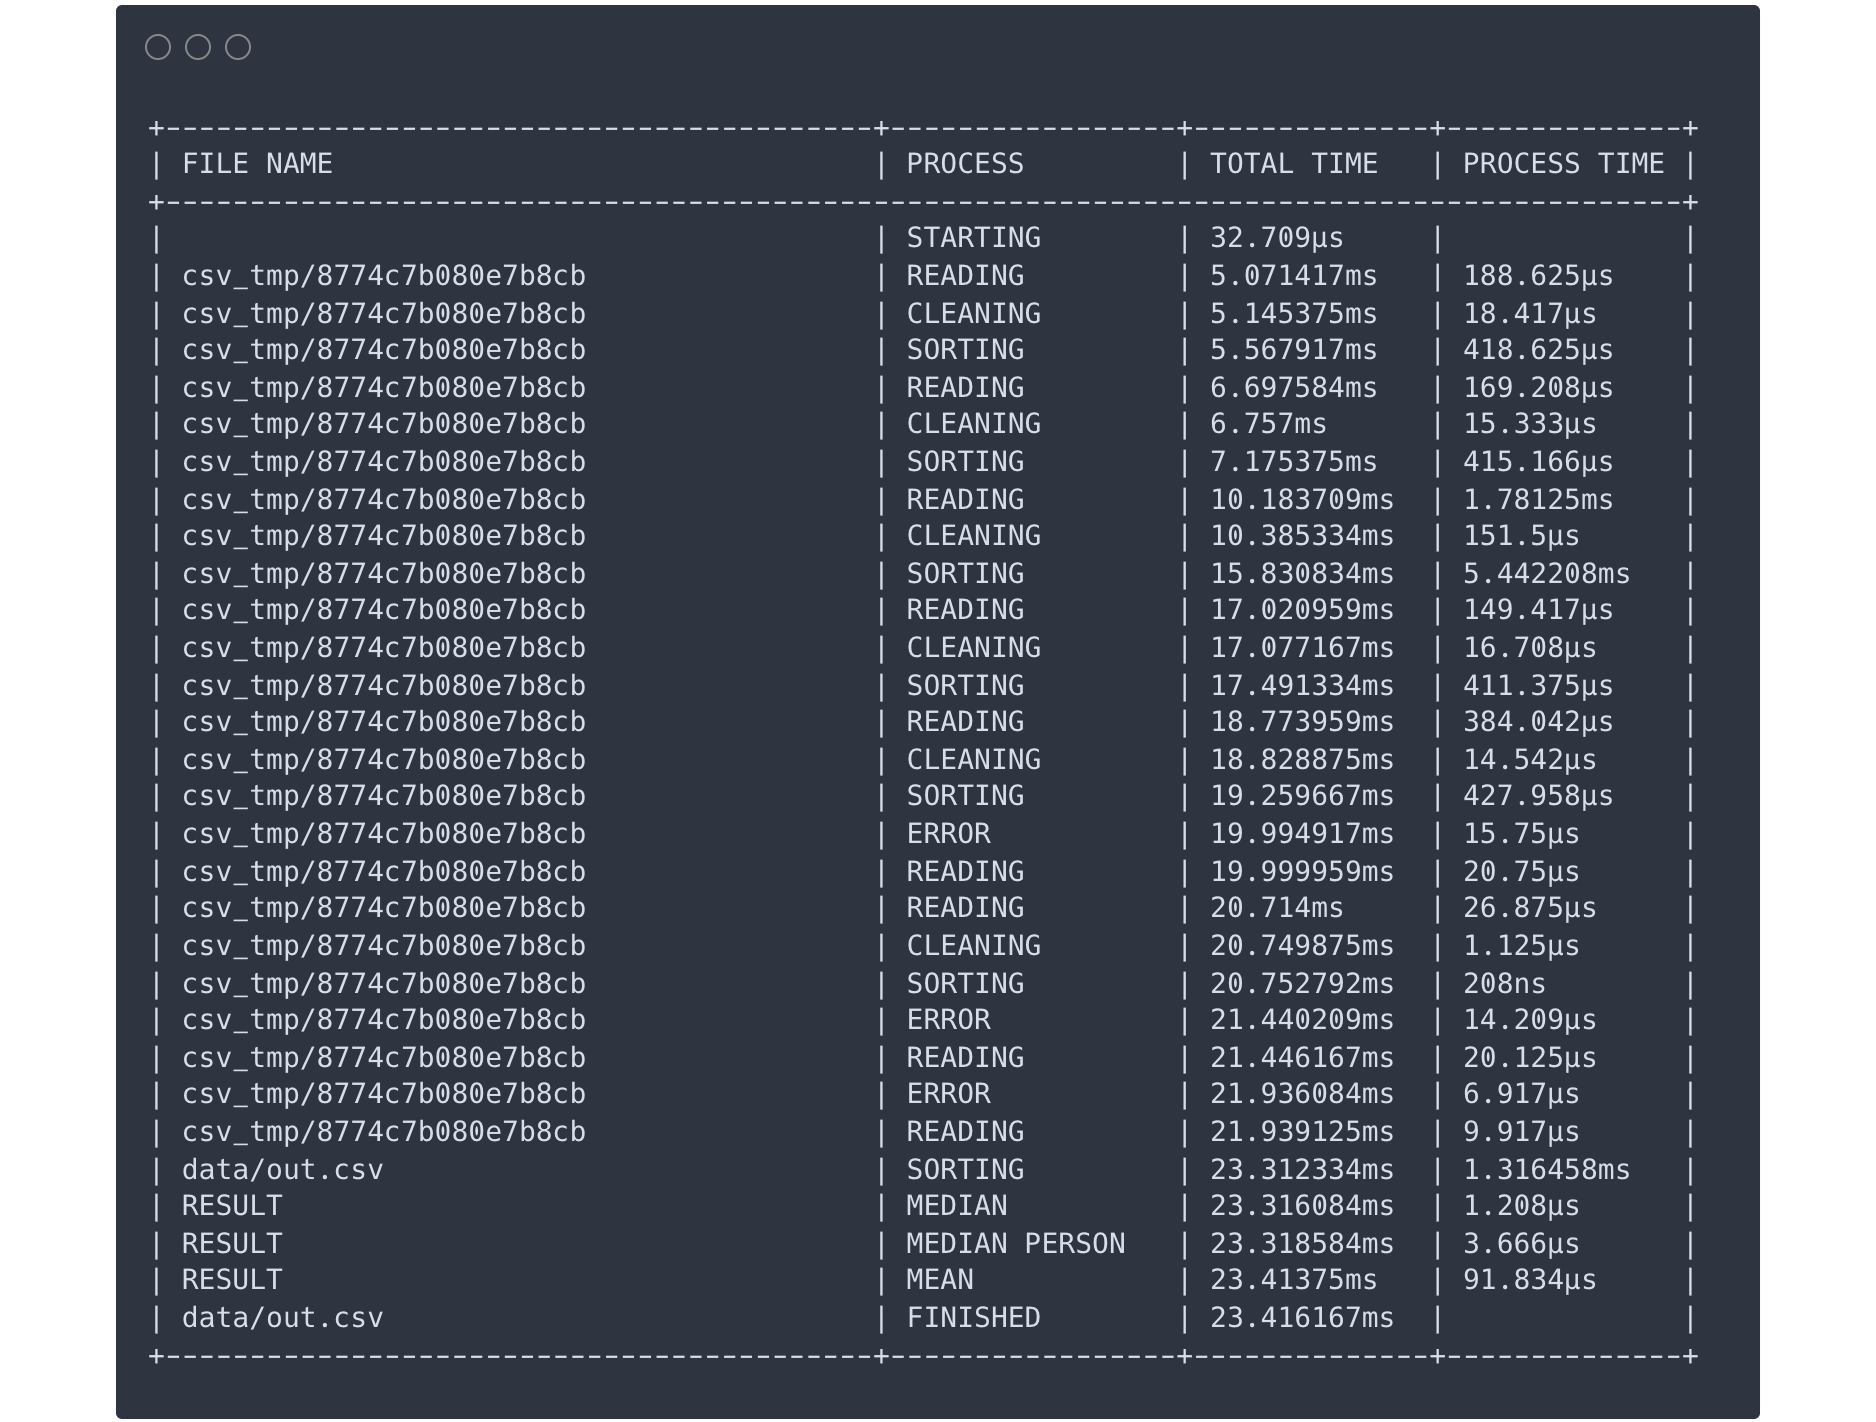 +------------------------------------------+-----------------+--------------+--------------+
| FILE NAME                                | PROCESS         | TOTAL TIME   | PROCESS TIME |
+------------------------------------------------------------------------------------------+
|                                          | STARTING        | 32.709µs     |              |
| csv_tmp/8774c7b080e7b8cb                 | READING         | 5.071417ms   | 188.625µs    |
| csv_tmp/8774c7b080e7b8cb                 | CLEANING        | 5.145375ms   | 18.417µs     |
| csv_tmp/8774c7b080e7b8cb                 | SORTING         | 5.567917ms   | 418.625µs    |
| csv_tmp/8774c7b080e7b8cb                 | READING         | 6.697584ms   | 169.208µs    |
| csv_tmp/8774c7b080e7b8cb                 | CLEANING        | 6.757ms      | 15.333µs     |
| csv_tmp/8774c7b080e7b8cb                 | SORTING         | 7.175375ms   | 415.166µs    |
| csv_tmp/8774c7b080e7b8cb                 | READING         | 10.183709ms  | 1.78125ms    |
| csv_tmp/8774c7b080e7b8cb                 | CLEANING        | 10.385334ms  | 151.5µs      |
| csv_tmp/8774c7b080e7b8cb                 | SORTING         | 15.830834ms  | 5.442208ms   |
| csv_tmp/8774c7b080e7b8cb                 | READING         | 17.020959ms  | 149.417µs    |
| csv_tmp/8774c7b080e7b8cb                 | CLEANING        | 17.077167ms  | 16.708µs     |
| csv_tmp/8774c7b080e7b8cb                 | SORTING         | 17.491334ms  | 411.375µs    |
| csv_tmp/8774c7b080e7b8cb                 | READING         | 18.773959ms  | 384.042µs    |
| csv_tmp/8774c7b080e7b8cb                 | CLEANING        | 18.828875ms  | 14.542µs     |
| csv_tmp/8774c7b080e7b8cb                 | SORTING         | 19.259667ms  | 427.958µs    |
| csv_tmp/8774c7b080e7b8cb                 | ERROR           | 19.994917ms  | 15.75µs      |
| csv_tmp/8774c7b080e7b8cb                 | READING         | 19.999959ms  | 20.75µs      |
| csv_tmp/8774c7b080e7b8cb                 | READING         | 20.714ms     | 26.875µs     |
| csv_tmp/8774c7b080e7b8cb                 | CLEANING        | 20.749875ms  | 1.125µs      |
| csv_tmp/8774c7b080e7b8cb                 | SORTING         | 20.752792ms  | 208ns        |
| csv_tmp/8774c7b080e7b8cb                 | ERROR           | 21.440209ms  | 14.209µs     |
| csv_tmp/8774c7b080e7b8cb                 | READING         | 21.446167ms  | 20.125µs     |
| csv_tmp/8774c7b080e7b8cb                 | ERROR           | 21.936084ms  | 6.917µs      |
| csv_tmp/8774c7b080e7b8cb                 | READING         | 21.939125ms  | 9.917µs      |
| data/out.csv                             | SORTING         | 23.312334ms  | 1.316458ms   |
| RESULT                                   | MEDIAN          | 23.316084ms  | 1.208µs      |
| RESULT                                   | MEDIAN PERSON   | 23.318584ms  | 3.666µs      |
| RESULT                                   | MEAN            | 23.41375ms   | 91.834µs     |
| data/out.csv                             | FINISHED        | 23.416167ms  |              |
+------------------------------------------+-----------------+--------------+--------------+